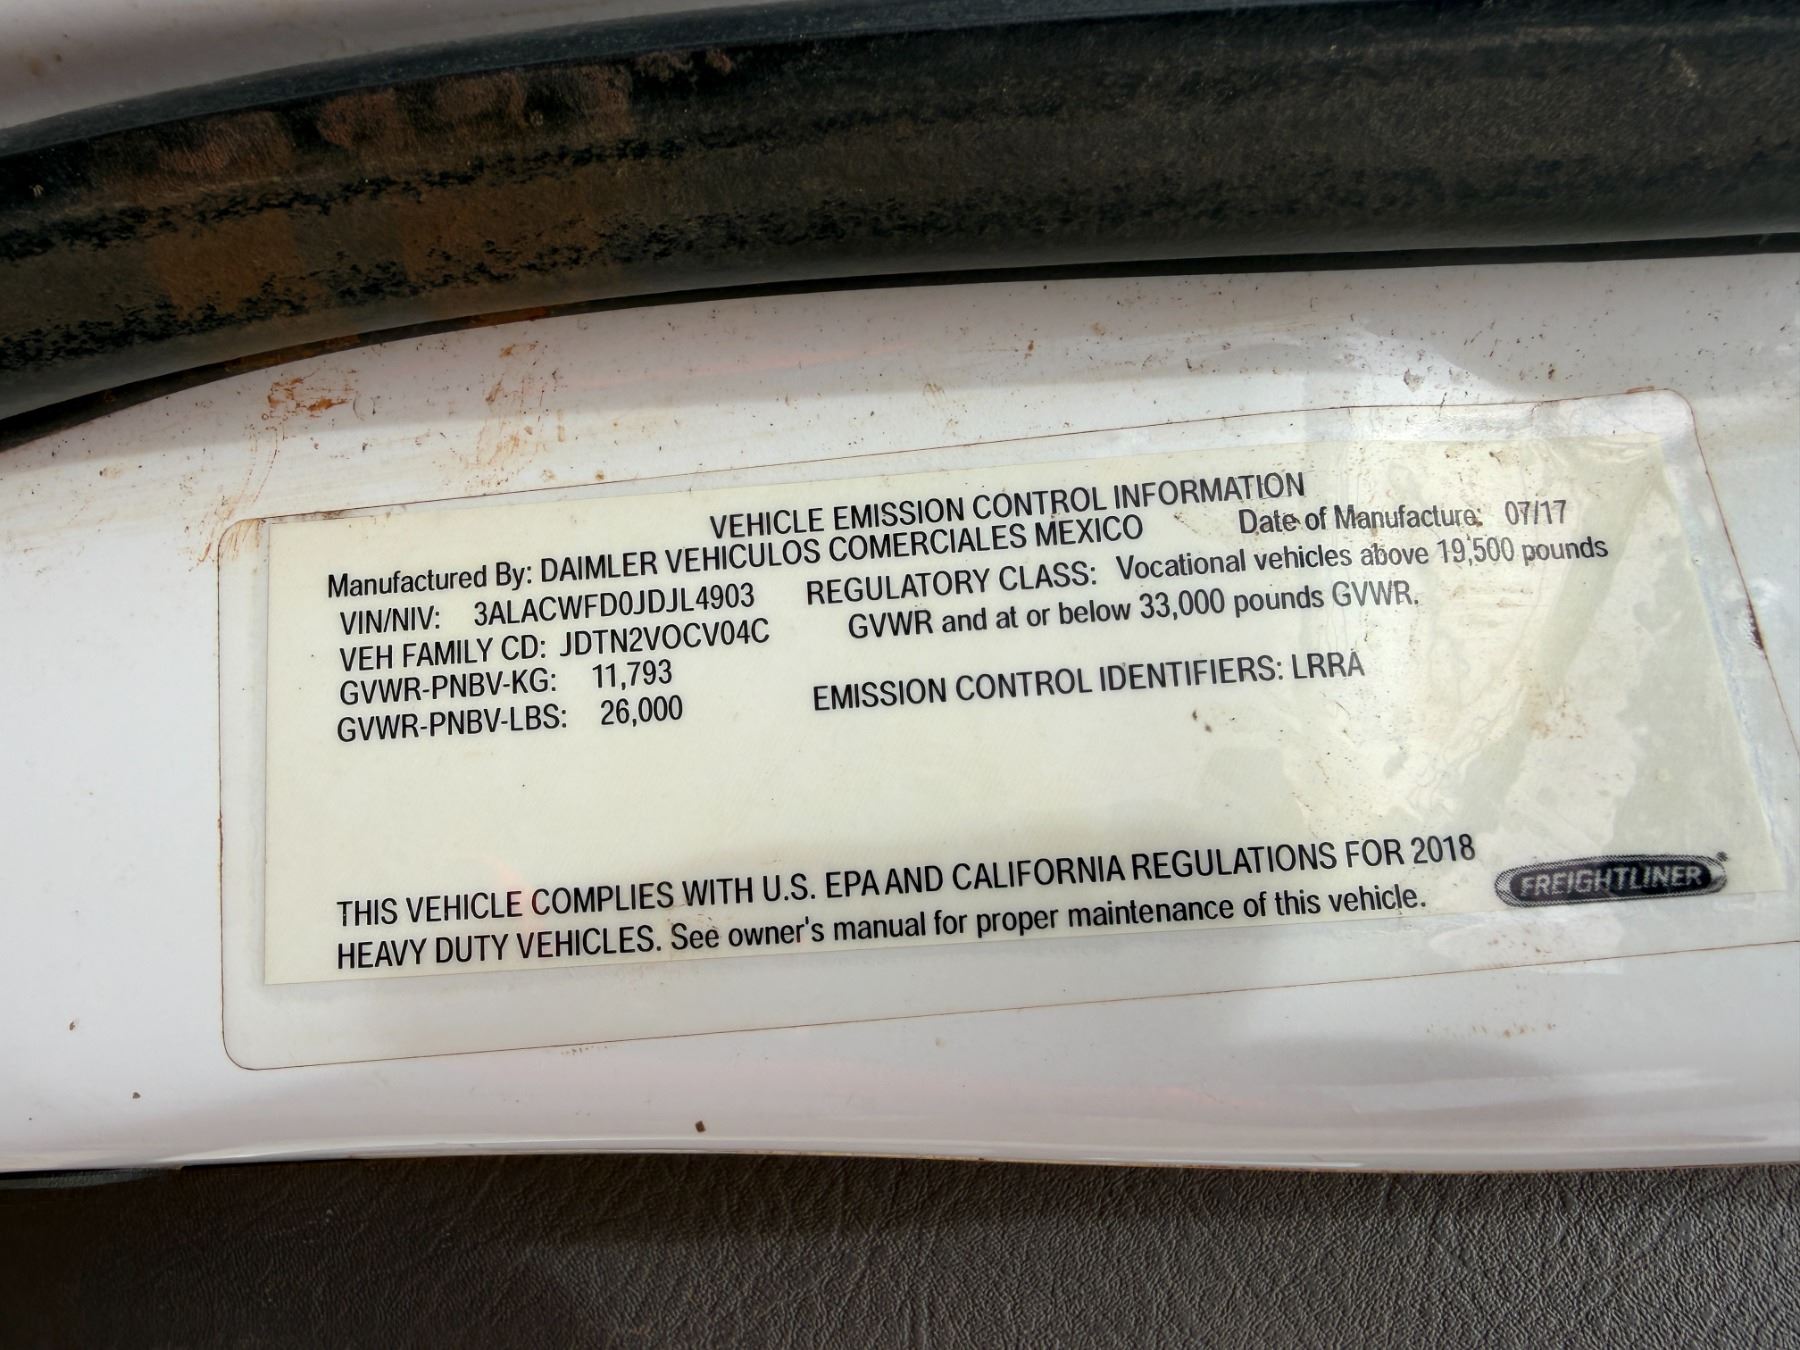 VEHICLE EMISSION CONTROL INFORMATION
Manufactured By: DAIMLER VEHICULOS COMERCIALES MEXICO Date of Manufacture: 07/17
VIN/NIV: 3ALACWFD0JDJL4903 REGULATORY CLASS: Vocational vehicles above 19,500 pounds
VEH FAMILY CD: JDTN2VOCV04C GVWR and at or below 33,000 pounds GVWR.
GVWR-PNBV-KG: 11,793
GVWR-PNBV-LBS: 26,000 EMISSION CONTROL IDENTIFIERS: LRRA
THIS VEHICLE COMPLIES WITH U.S. EPA AND CALIFORNIA REGULATIONS FOR 2018
HEAVY DUTY VEHICLES. See owner's manual for proper maintenance of this vehicle.
FREIGHTLINER